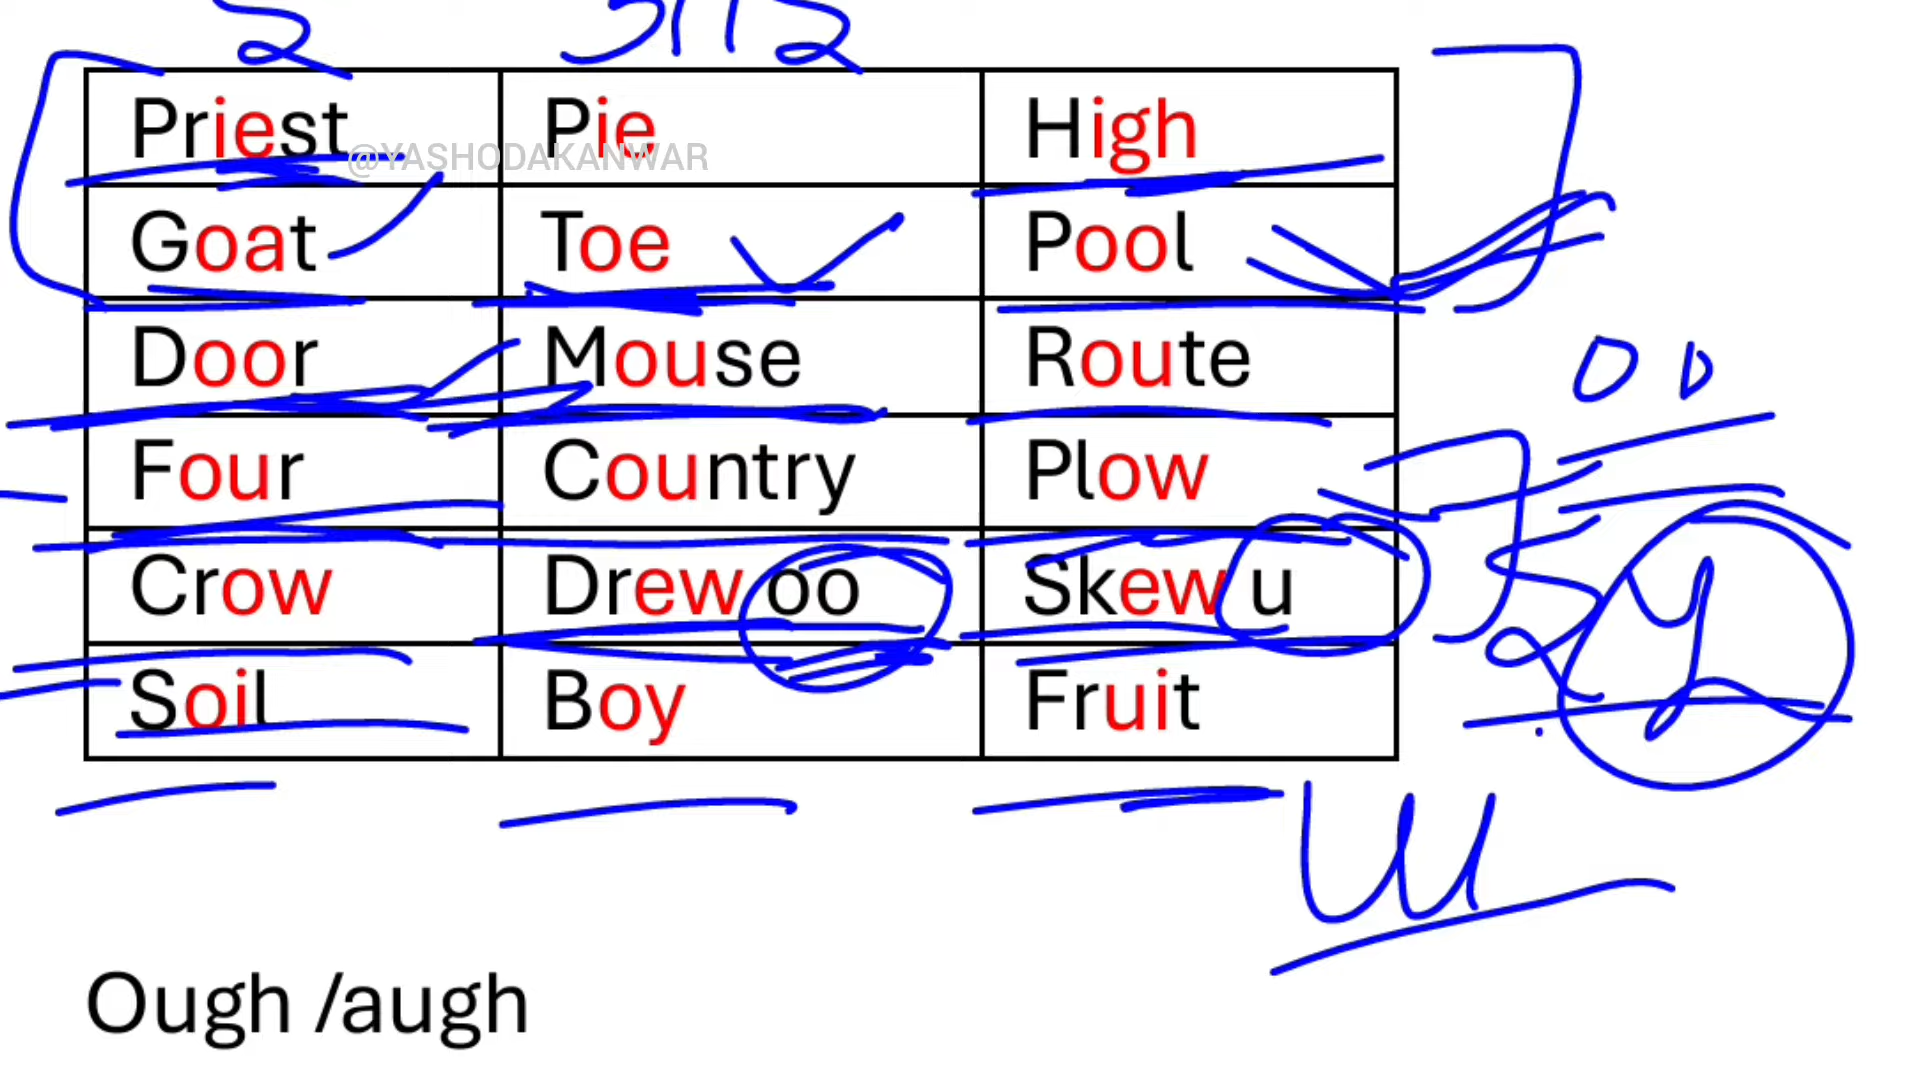 Priest Pie High
@YASHODAKANWAR
Goat Toe Pool
Door Mouse Route
Four Country Plow
Crow Drew oo Skew u
Soil Boy Fruit
Ough /augh